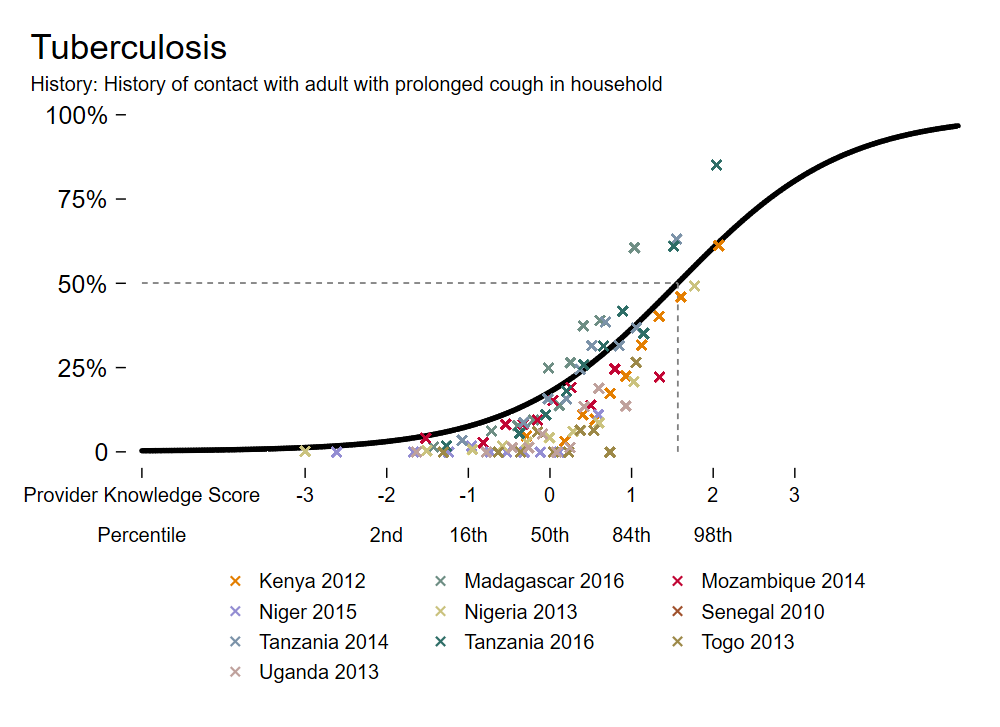 Tuberculosis
History: History of contact with adult with prolonged cough in household
100%
75%
50%
25%
0
Provider Knowledge Score -3 -2 -1 0 1 2 3
Percentile 2nd 16th 50th 84th 98th
Kenya 2012 Madagascar 2016 Mozambique 2014
Niger 2015 Nigeria 2013 Senegal 2010
Tanzania 2014 Tanzania 2016 Togo 2013
Uganda 2013